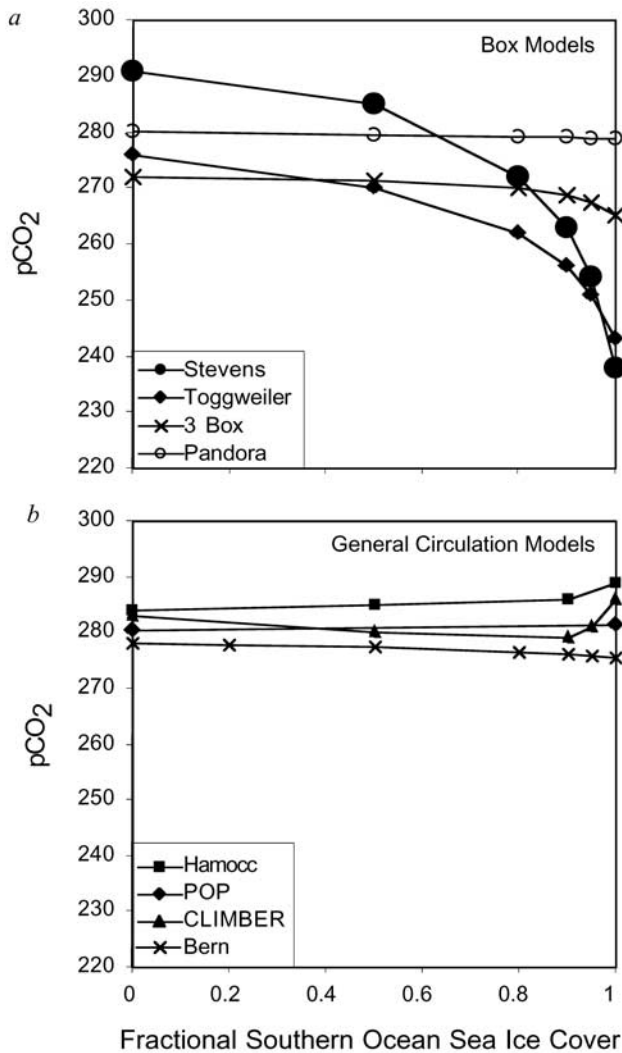 a
300
Box Models
290
280
270
260
250
240
230
220
pCO2
Stevens
Toggweiler
3 Box
Pandora
b
300
General Circulation Models
290
280
270
260
250
240
230
220
pCO2
Hamocc
POP
CLIMBER
Bern
0 0.2 0.4 0.6 0.8 1
Fractional Southern Ocean Sea Ice Cover